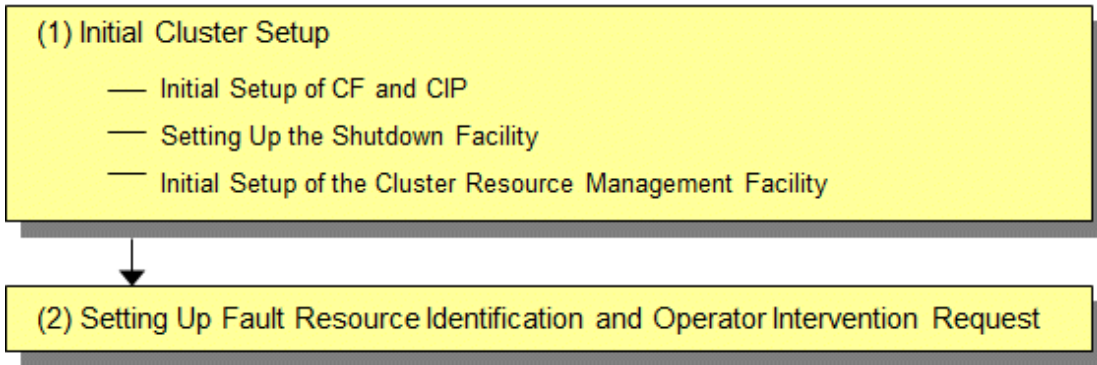 (1) Initial Cluster Setup
Initial Setup of CF and CIP
Setting Up the Shutdown Facility
Initial Setup of the Cluster Resource Management Facility
(2) Setting Up Fault Resource Identification and Operator Intervention Request